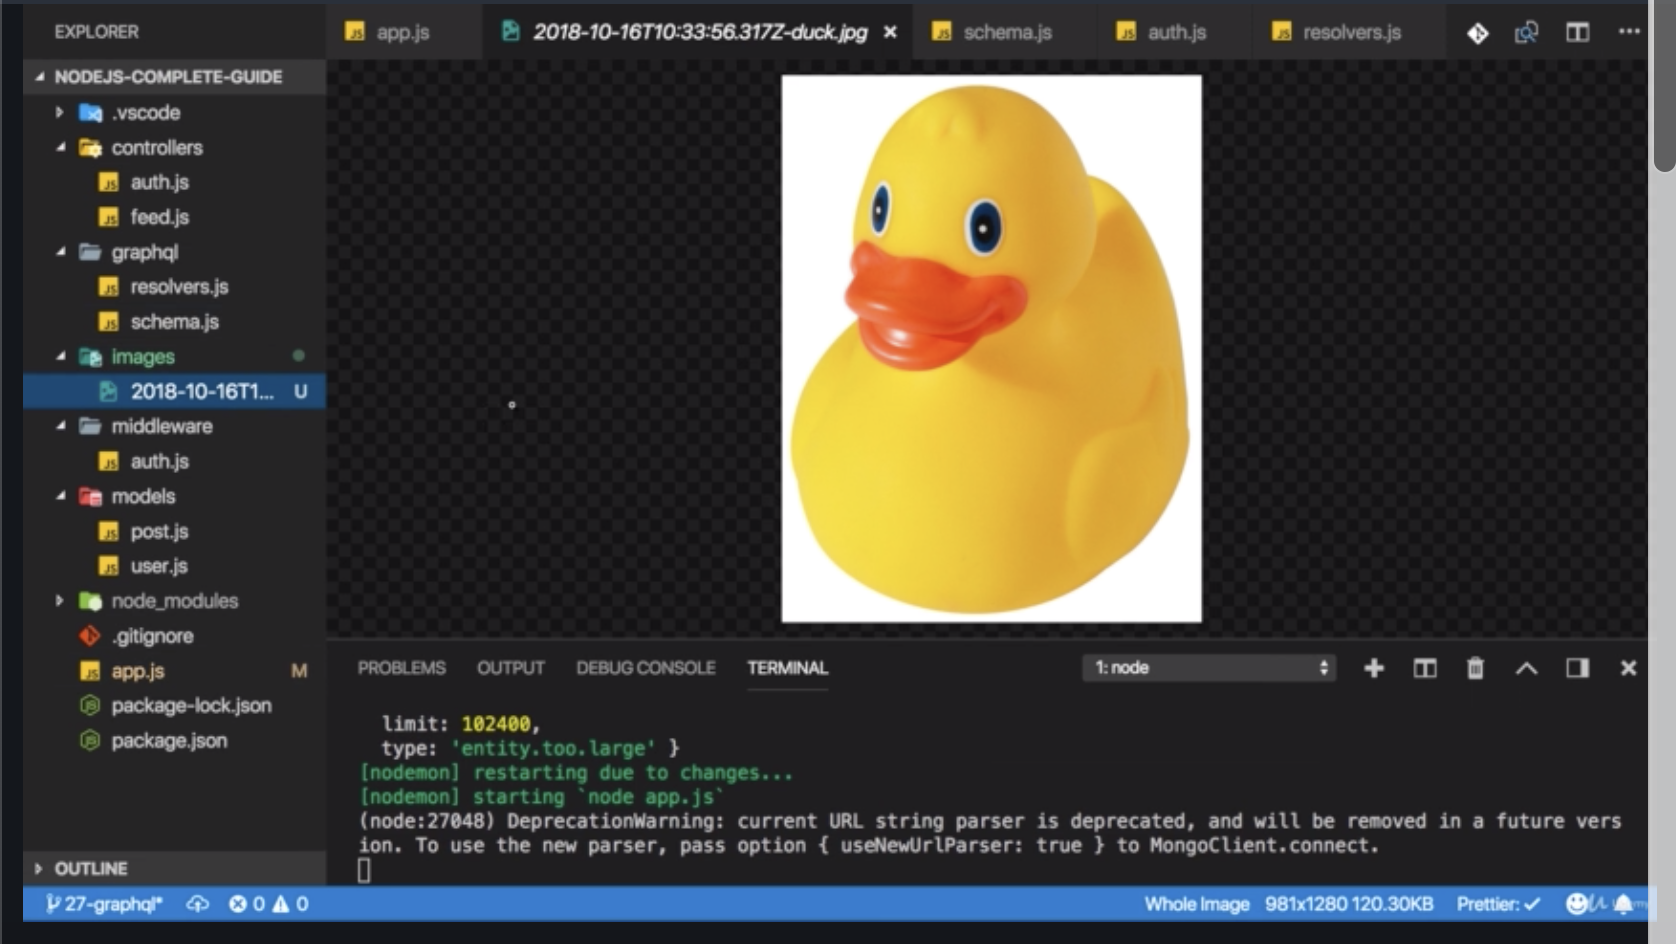 EXPLORER
NODEJS-COMPLETE-GUIDE
.vscode
controllers
auth.js
feed.js
graphql
resolvers.js
schema.js
images
2018-10-16T1... U
middleware
auth.js
models
post.js
user.js
node_modules
.gitignore
app.js M
package-lock.json
package.json
OUTLINE
app.js 2018-10-16T10:33:56.317Z-duck.jpg schema.js auth.js resolvers.js
PROBLEMS OUTPUT DEBUG CONSOLE TERMINAL 1: node
limit: 102400,
type: 'entity.too.large' }
[nodemon] restarting due to changes...
[nodemon] starting `node app.js`
(node:27048) DeprecationWarning: current URL string parser is deprecated, and will be removed in a future vers
ion. To use the new parser, pass option { useNewUrlParser: true } to MongoClient.connect.
27-graphql* 0 0 Whole Image 981x1280 120.30KB Prettier: ✓